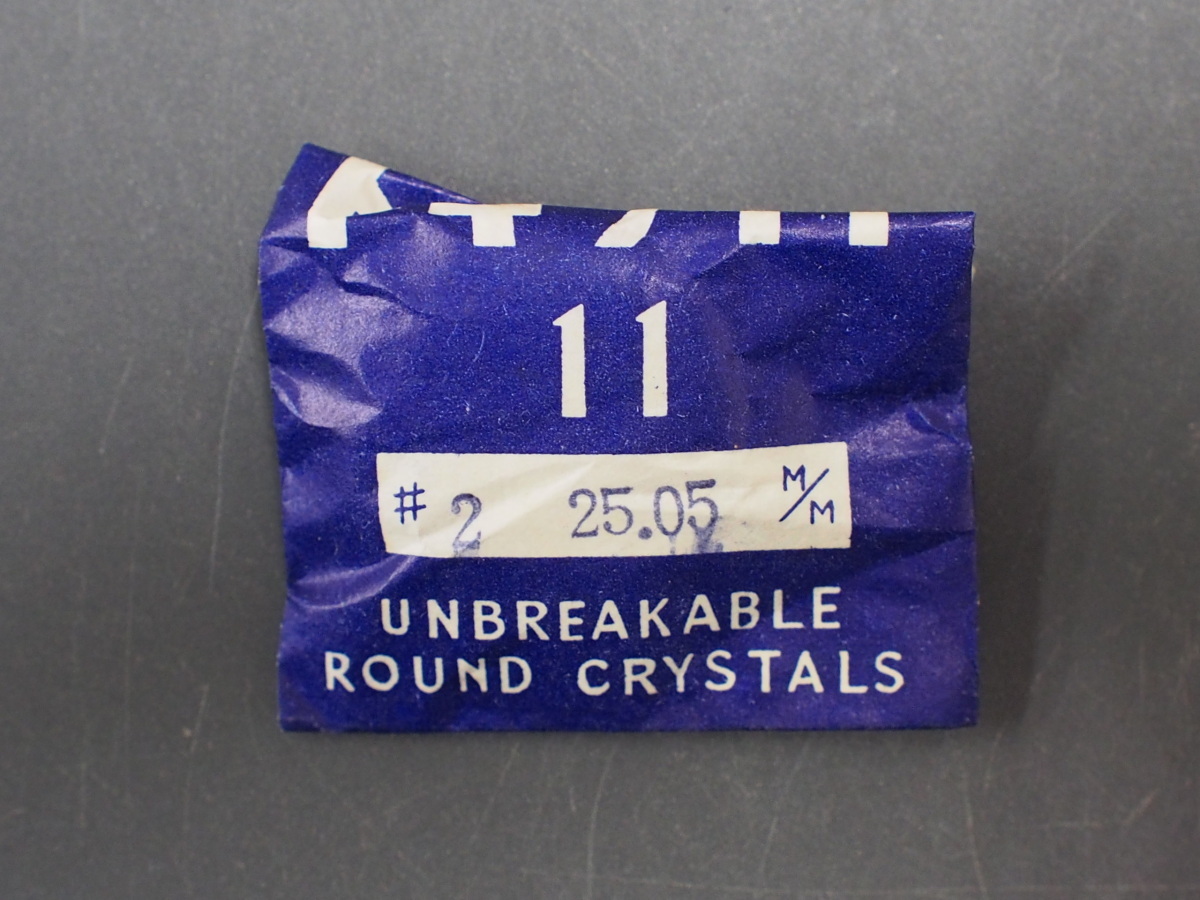 11
# 2 25.05 M/M
UNBREAKABLE
ROUND CRYSTALS